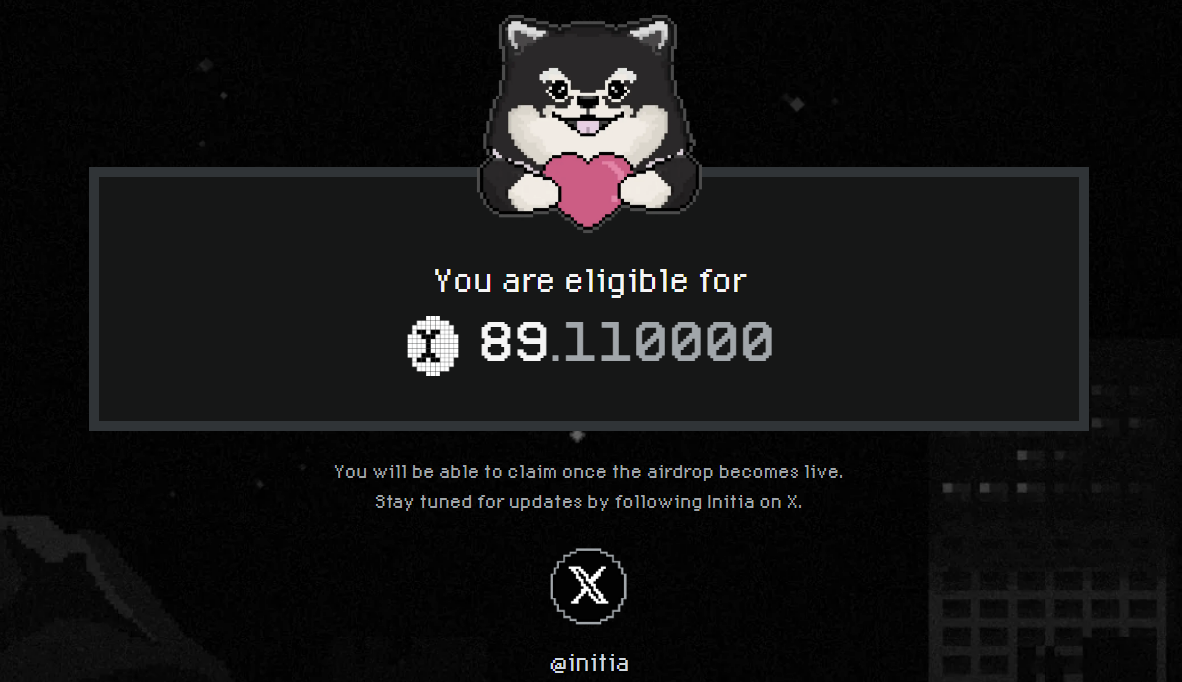 You are eligible for
89.110000
You will be able to claim once the airdrop becomes live.
Stay tuned for updates by following Initia on X.
@initia